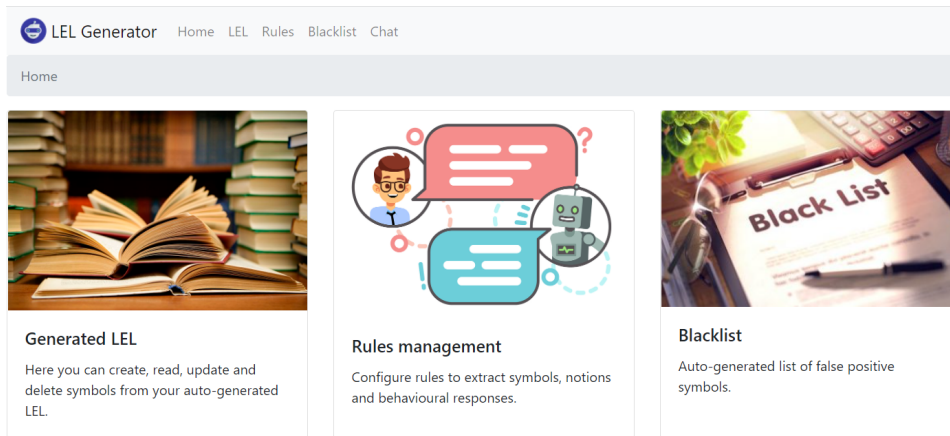 LEL Generator Home LEL Rules Blacklist Chat
Home
Black List
Generated LEL
Here you can create, read, update and
delete symbols from your auto-generated
LEL.
Rules management
Configure rules to extract symbols, notions
and behavioural responses.
Blacklist
Auto-generated list of false positive
symbols.